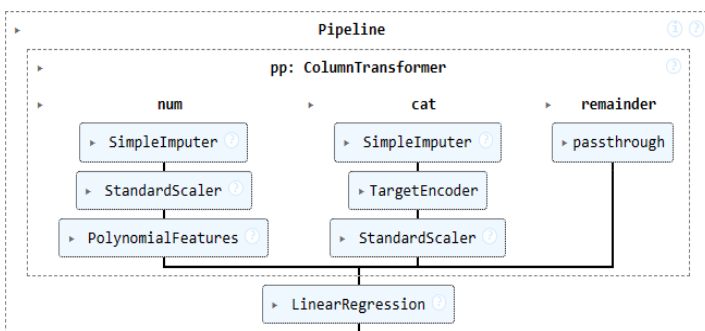 Pipeline
pp: ColumnTransformer
num cat remainder
SimpleImputer ? SimpleImputer ? passthrough
StandardScaler ? TargetEncoder
PolynomialFeatures ? StandardScaler ?
LinearRegression ?